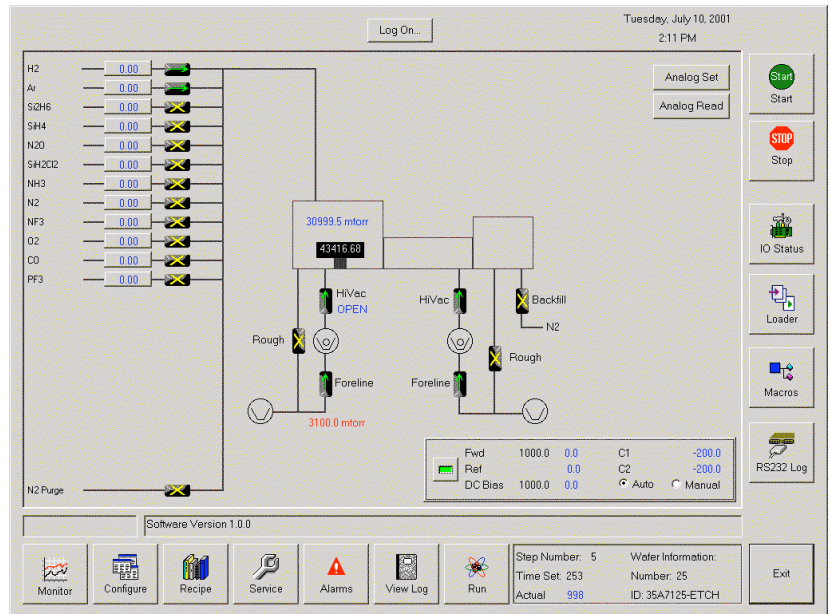 Log On...
Tuesday, July 10, 2001
2:11 PM
H2 0.00
Ar 0.00
Si2H6 0.00
SiH4 0.00
N2O 0.00
SiH2Cl2 0.00
NH3 0.00
N2 0.00
NF3 0.00
O2 0.00
CO 0.00
PF3 0.00
Analog Set
Analog Read
Start
Start
STOP
Stop
IO Status
Loader
Macros
RS232 Log
30999.5 mtorr
43416.68
HiVac
OPEN
HiVac
Backfill
N2
Rough
Rough
Foreline
Foreline
3100.0 mtorr
Fwd 1000.0 0.0 C1 -200.0
Ref 0.0 C2 -200.0
DC Bias 1000.0 0.0 Auto Manual
N2 Purge
Software Version 1.0.0
Monitor
Configure
Recipe
Service
Alarms
View Log
Run
Step Number: 5 Wafer Information:
Time Set: 253 Number: 25
Actual 998 ID: 35A7125-ETCH
Exit